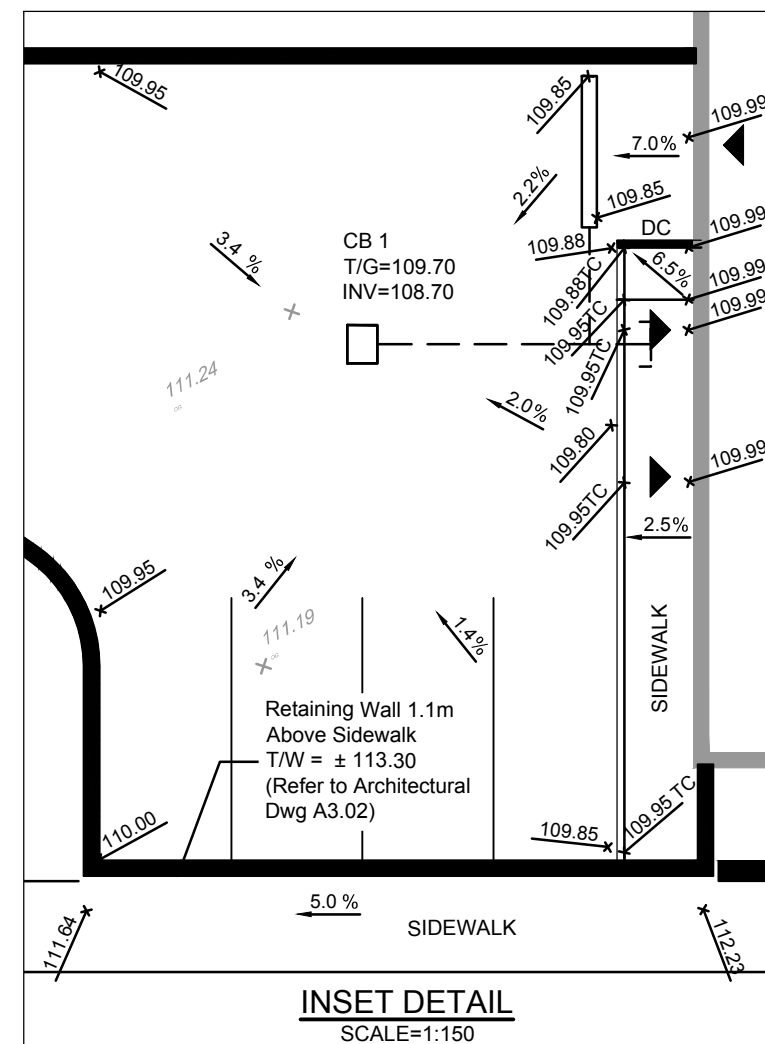 109.95
109.85
109.99
7.0%
2.2%
109.85
3.4 %
CB 1
T/G=109.70
INV=108.70
109.88
DC
109.99
6.5%
109.88TC
109.99
109.95TC
109.99
109.95TC
111.24
OG
2.0%
109.80
109.99
109.95TC
2.5%
109.95
3.4 %
111.19
OG
1.4%
SIDEWALK
Retaining Wall 1.1m
Above Sidewalk
T/W = ± 113.30
(Refer to Architectural
Dwg A3.02)
110.00
109.85
109.95 TC
5.0 %
SIDEWALK
111.64
112.23
INSET DETAIL
SCALE=1:150